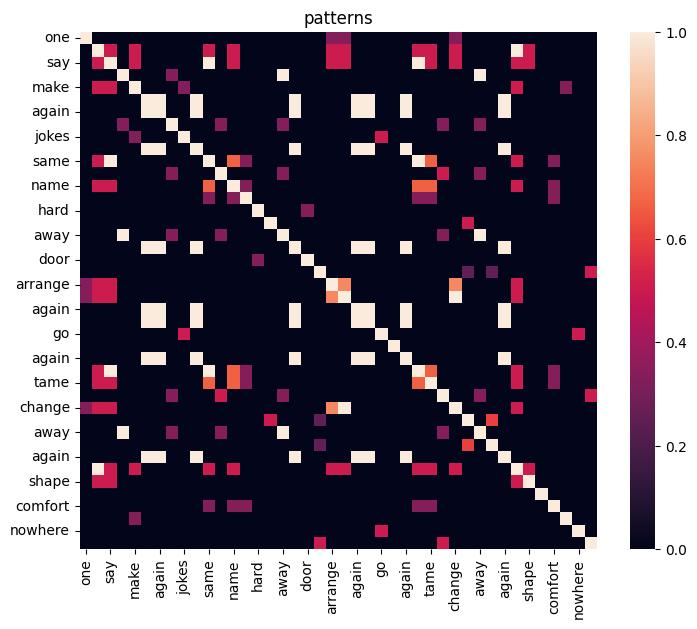 patterns
one
say
make
again
jokes
same
name
hard
away
door
arrange
again
go
again
tame
change
away
again
shape
comfort
nowhere
one
say
make
again
jokes
same
name
hard
away
door
arrange
again
go
again
tame
change
away
again
shape
comfort
nowhere
1.0
0.8
0.6
0.4
0.2
0.0